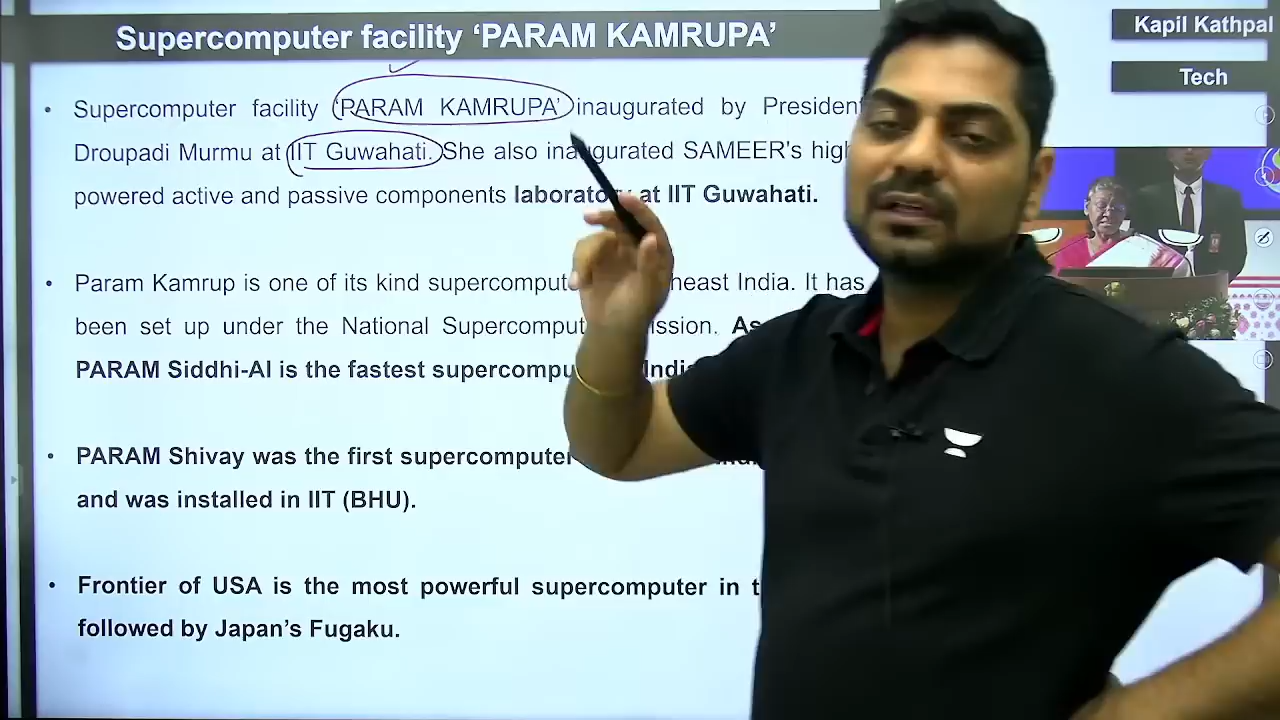 Supercomputer facility ‘PARAM KAMRUPA’
Kapil Kathpal
Tech
• Supercomputer facility ‘PARAM KAMRUPA’ inaugurated by President
Droupadi Murmu at IIT Guwahati. She also inaugurated SAMEER's high
powered active and passive components laboratory at IIT Guwahati.
• Param Kamrup is one of its kind supercomput heast India. It has
been set up under the National Supercomput ission. As
PARAM Siddhi-AI is the fastest supercompu Indi
• PARAM Shivay was the first supercomputer
and was installed in IIT (BHU).
• Frontier of USA is the most powerful supercomputer in t
followed by Japan’s Fugaku.